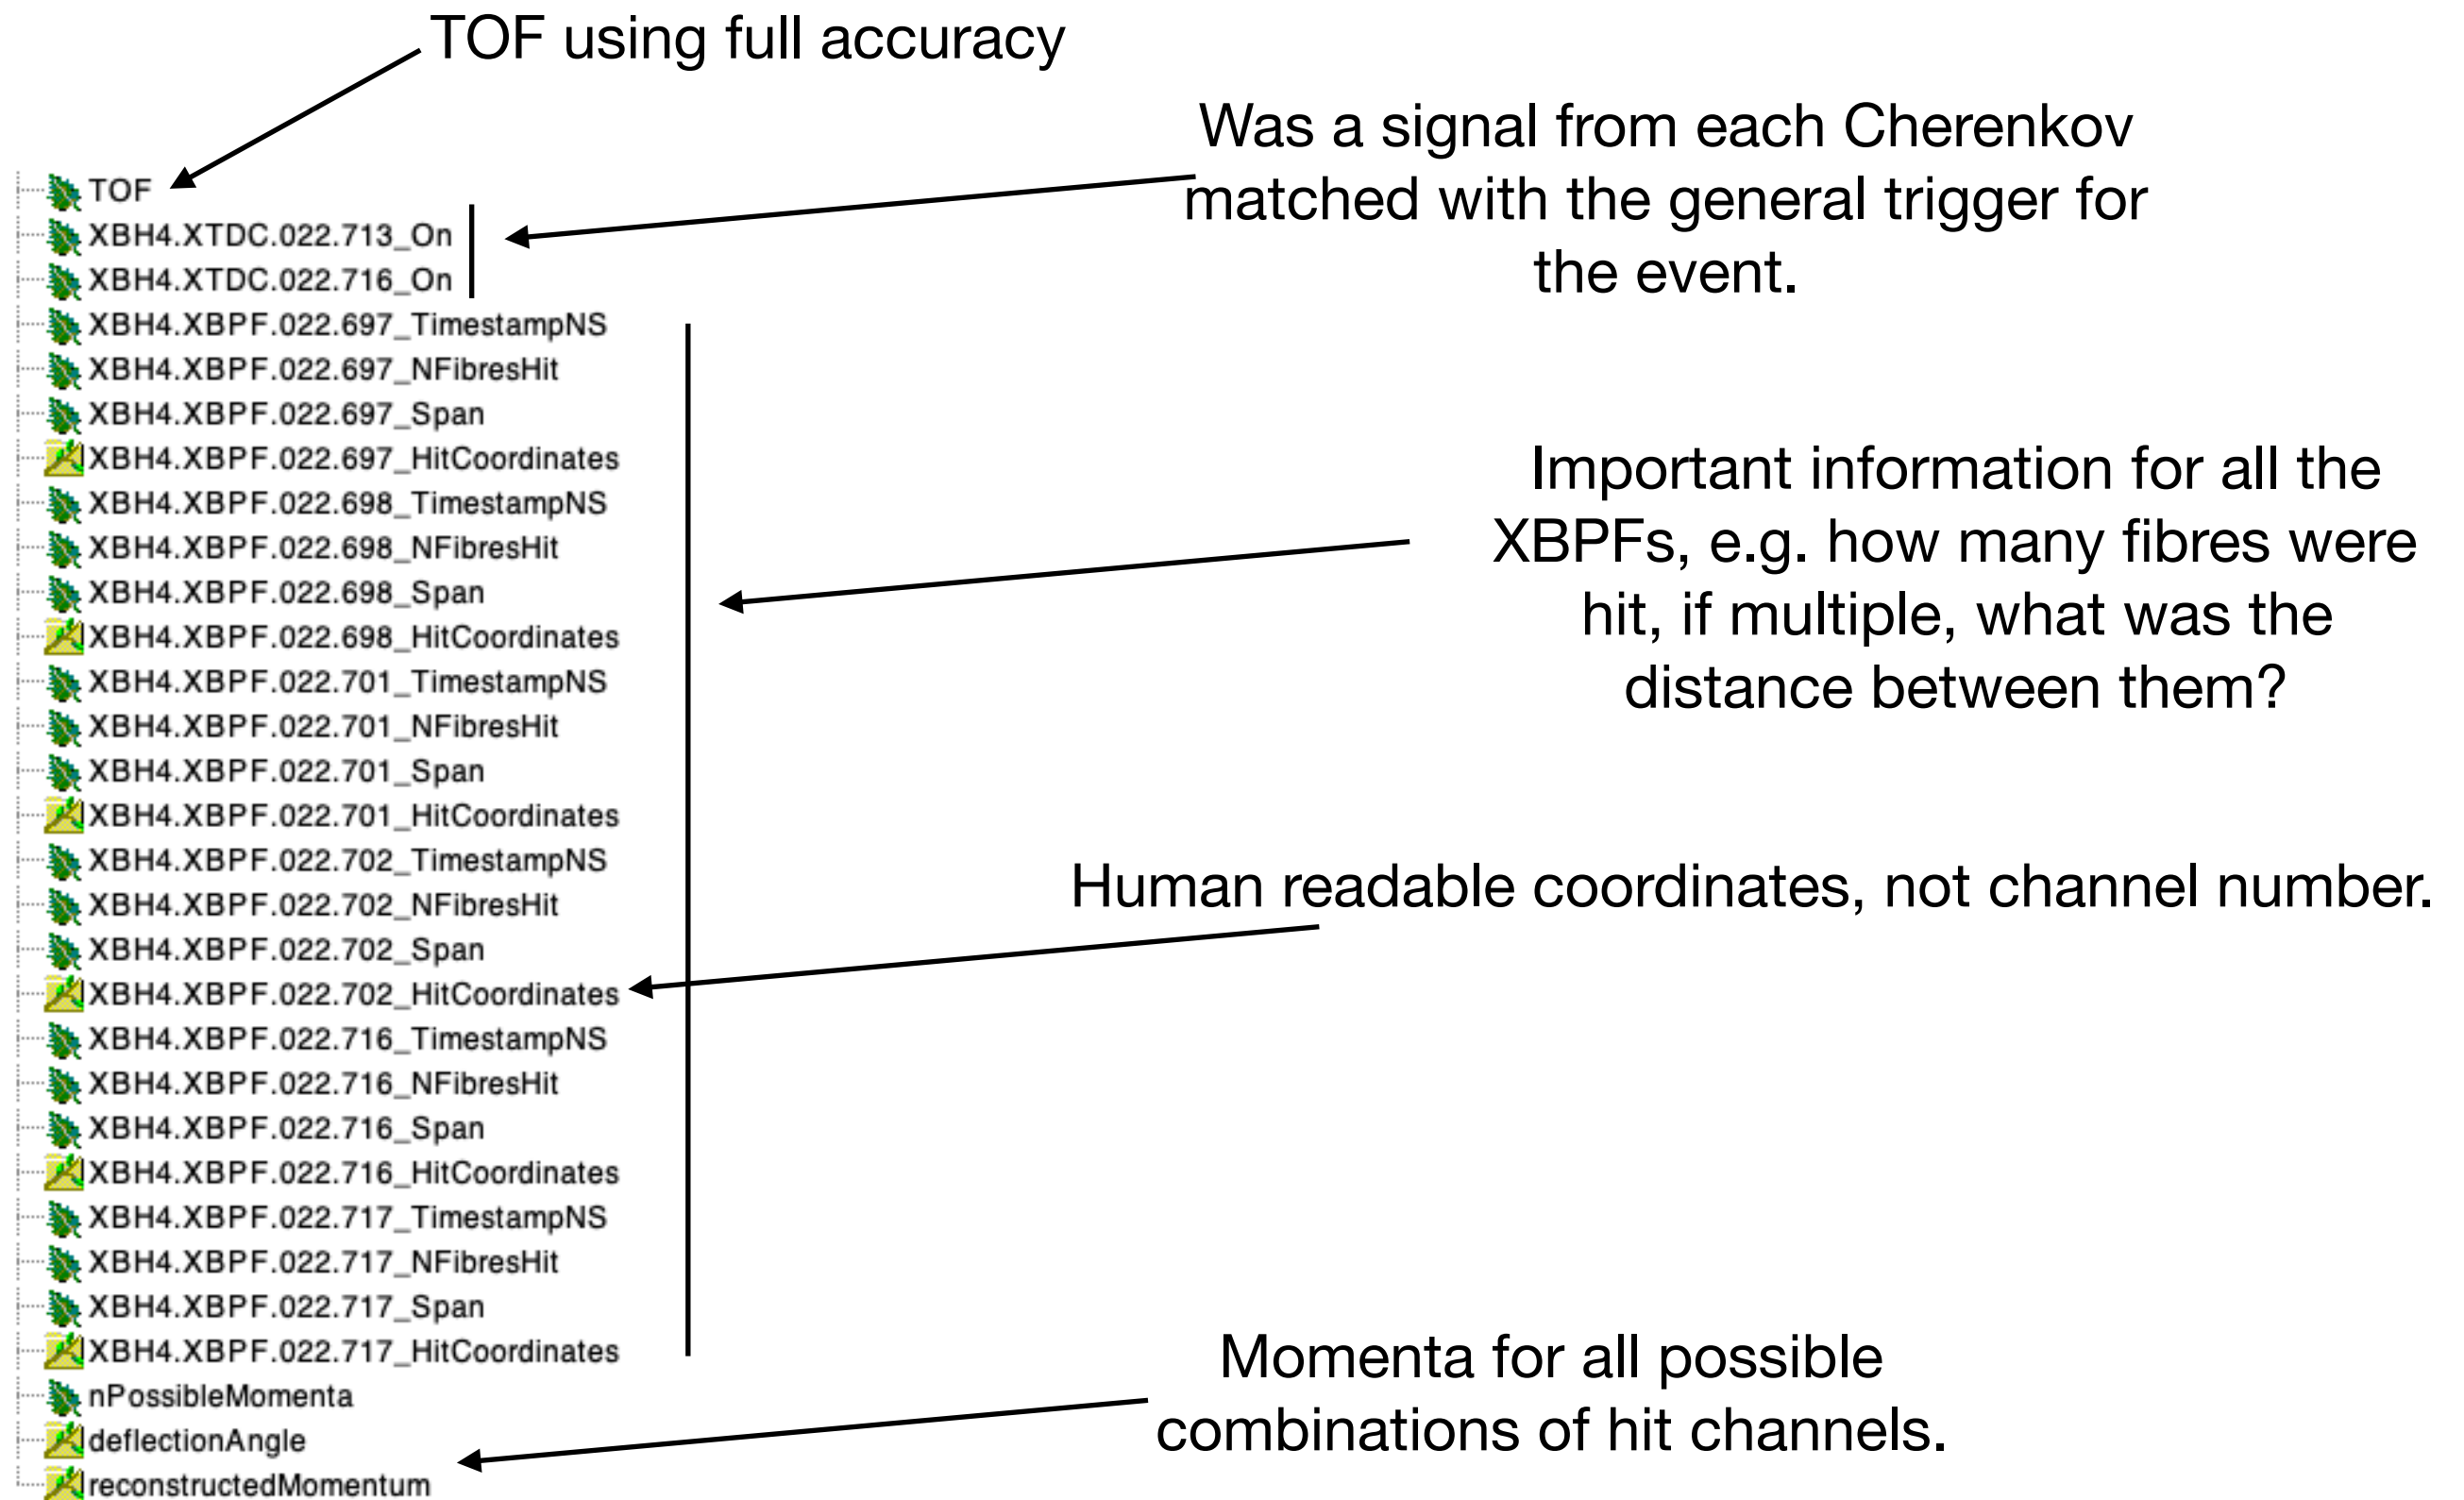 TOF using full accuracy
Was a signal from each Cherenkov
matched with the general trigger for
the event.
TOF
XBH4.XTDC.022.713_On
XBH4.XTDC.022.716_On
XBH4.XBPF.022.697_TimestampNS
XBH4.XBPF.022.697_NFibresHit
XBH4.XBPF.022.697_Span
XBH4.XBPF.022.697_HitCoordinates
XBH4.XBPF.022.698_TimestampNS
XBH4.XBPF.022.698_NFibresHit
XBH4.XBPF.022.698_Span
XBH4.XBPF.022.698_HitCoordinates
XBH4.XBPF.022.701_TimestampNS
XBH4.XBPF.022.701_NFibresHit
XBH4.XBPF.022.701_Span
XBH4.XBPF.022.701_HitCoordinates
XBH4.XBPF.022.702_TimestampNS
XBH4.XBPF.022.702_NFibresHit
XBH4.XBPF.022.702_Span
XBH4.XBPF.022.702_HitCoordinates
XBH4.XBPF.022.716_TimestampNS
XBH4.XBPF.022.716_NFibresHit
XBH4.XBPF.022.716_Span
XBH4.XBPF.022.716_HitCoordinates
XBH4.XBPF.022.717_TimestampNS
XBH4.XBPF.022.717_NFibresHit
XBH4.XBPF.022.717_Span
XBH4.XBPF.022.717_HitCoordinates
nPossibleMomenta
deflectionAngle
reconstructedMomentum
Important information for all the
XBPFs, e.g. how many fibres were
hit, if multiple, what was the
distance between them?
Human readable coordinates, not channel number.
Momenta for all possible
combinations of hit channels.